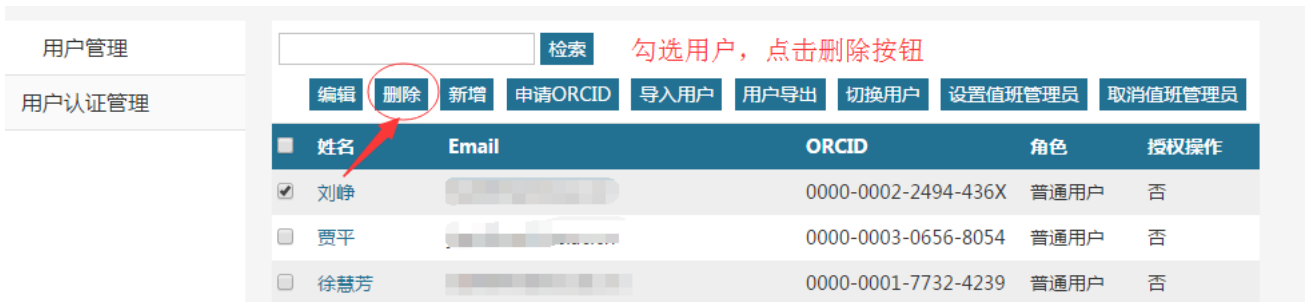 用户管理
用户认证管理
检索 勾选用户，点击删除按钮
编辑 删除 新增 申请ORCID 导入用户 用户导出 切换用户 设置值班管理员 取消值班管理员
姓名 Email ORCID 角色 授权操作
刘峥 0000-0002-2494-436X 普通用户 否
贾平 0000-0003-0656-8054 普通用户 否
徐慧芳 0000-0001-7732-4239 普通用户 否